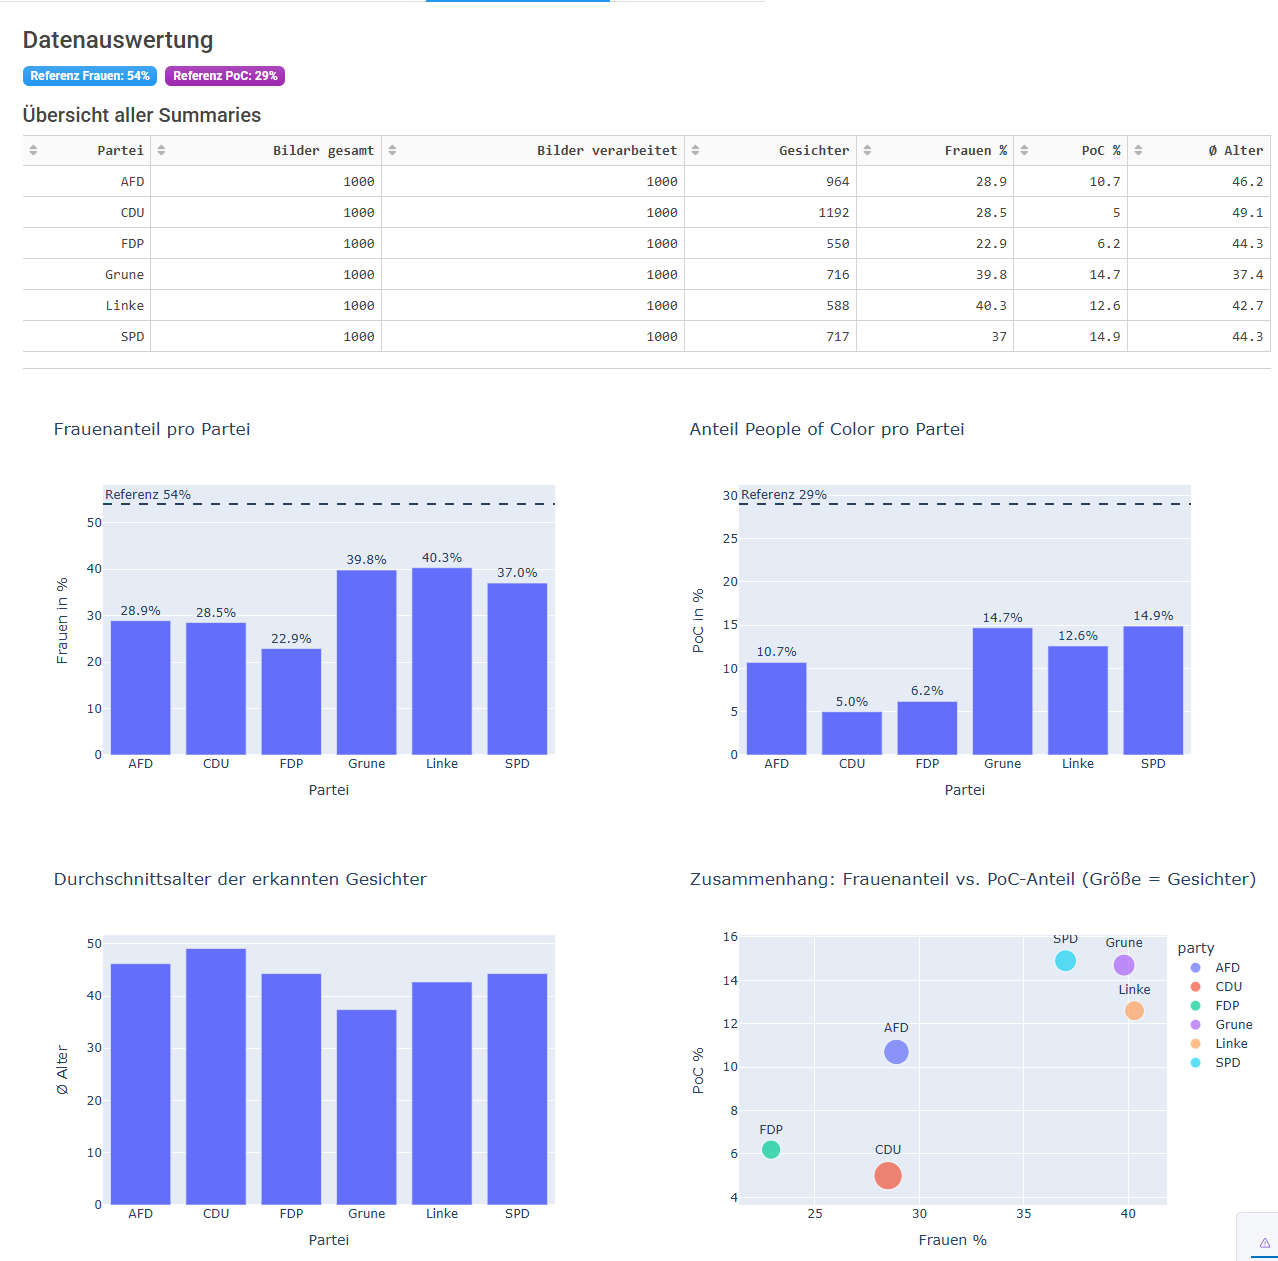 Datenauswertung
Referenz Frauen: 54% Referenz PoC: 29%
Übersicht aller Summaries
Partei Bilder gesamt Bilder verarbeitet Gesichter Frauen % PoC % Ø Alter
AFD 1000 1000 964 28.9 10.7 46.2
CDU 1000 1000 1192 28.5 5 49.1
FDP 1000 1000 550 22.9 6.2 44.3
Grune 1000 1000 716 39.8 14.7 37.4
Linke 1000 1000 588 40.3 12.6 42.7
SPD 1000 1000 717 37 14.9 44.3
Frauenanteil pro Partei
Referenz 54%
50
40
30
20
10
0
Frauen in %
28.9%
28.5%
22.9%
39.8%
40.3%
37.0%
AFD CDU FDP Grune Linke SPD
Partei
Anteil People of Color pro Partei
Referenz 29%
30
25
20
15
10
5
0
PoC in %
10.7%
5.0%
6.2%
14.7%
12.6%
14.9%
AFD CDU FDP Grune Linke SPD
Partei
Durchschnittsalter der erkannten Gesichter
50
40
30
20
10
0
Ø Alter
AFD CDU FDP Grune Linke SPD
Partei
Zusammenhang: Frauenanteil vs. PoC-Anteil (Größe = Gesichter)
16
14
12
10
8
6
4
PoC %
SPD
Grune
Linke
AFD
FDP
CDU
25 30 35 40
Frauen %
party
AFD
CDU
FDP
Grune
Linke
SPD